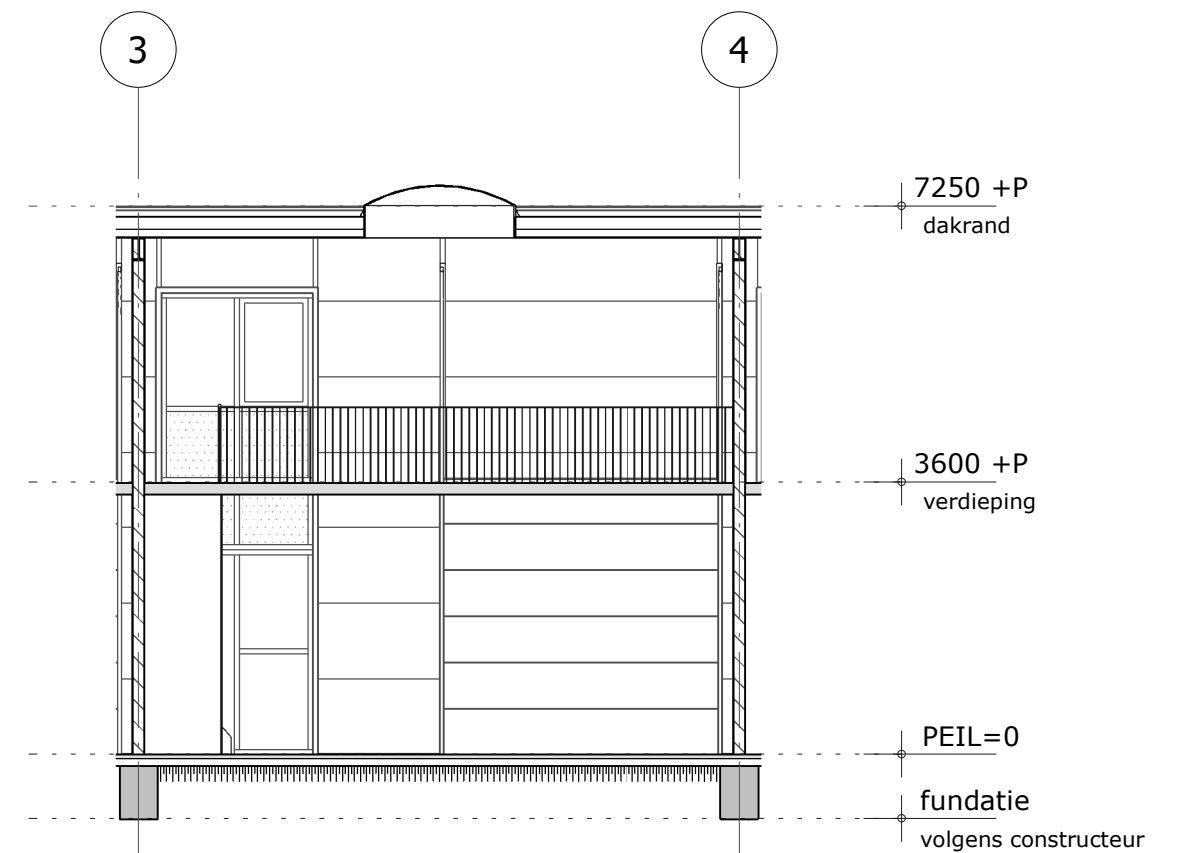 3
4
7250 +P
dakrand
3600 +P
verdieping
PEIL=0
fundatie
volgens constructeur